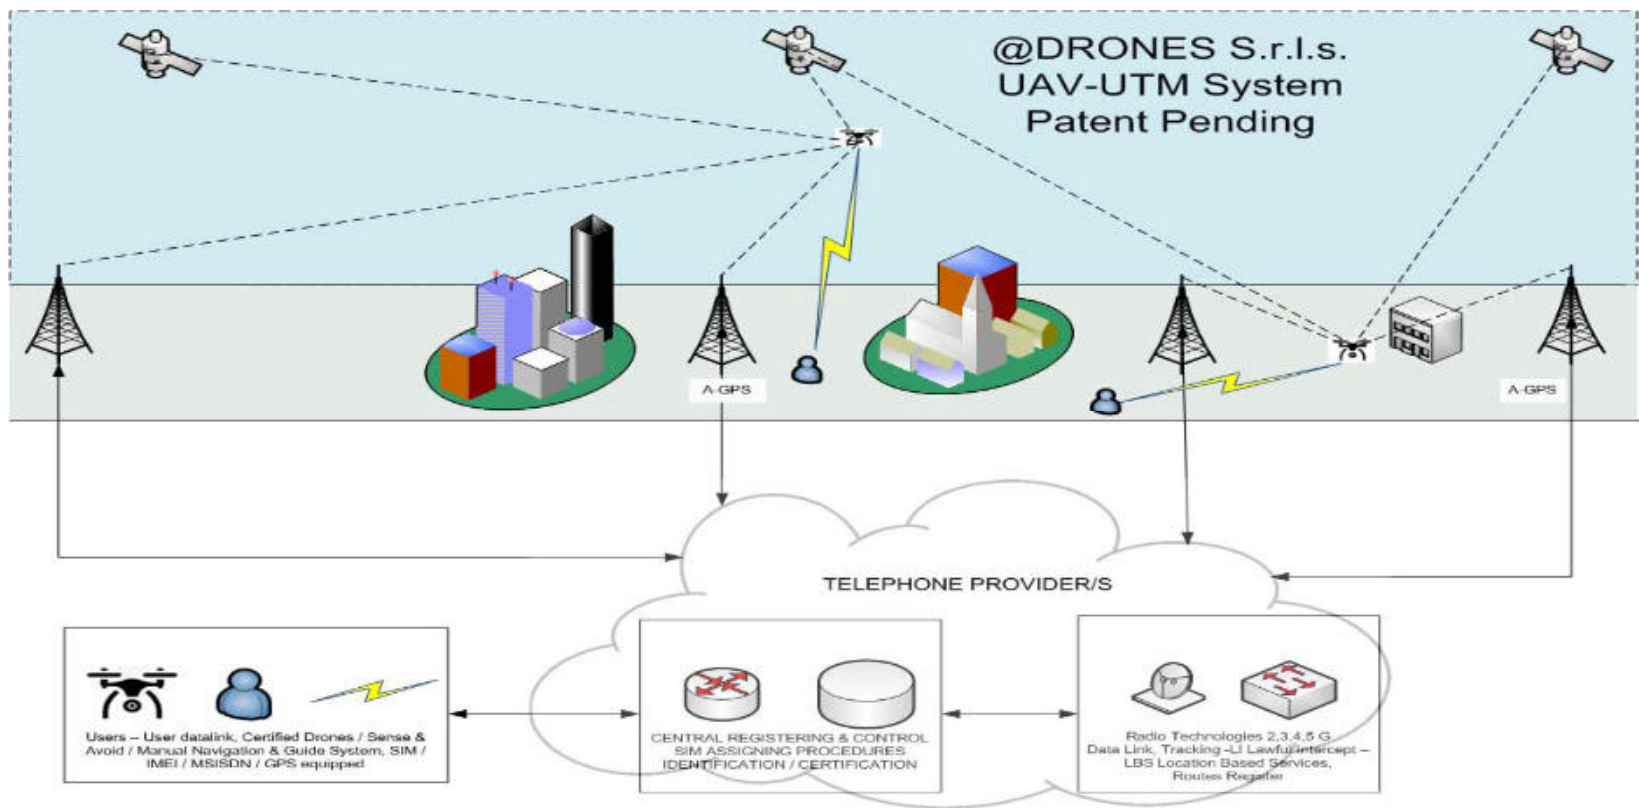 @DRONES S.r.l.s.
UAV-UTM System
Patent Pending
A-GPS
A-GPS
TELEPHONE PROVIDER/S
Users – User datalink, Certified Drones / Sense &
Avoid / Manual Navigation & Guide System, SIM /
IMEI / MSISDN / GPS equipped
CENTRAL REGISTERING & CONTROL
SIM ASSIGNING PROCEDURES
IDENTIFICATION / CERTIFICATION
Radio Technologies 2,3,4,5 G
Data Link, Tracking -LI Lawful intercept –
LBS Location Based Services,
Routes Register